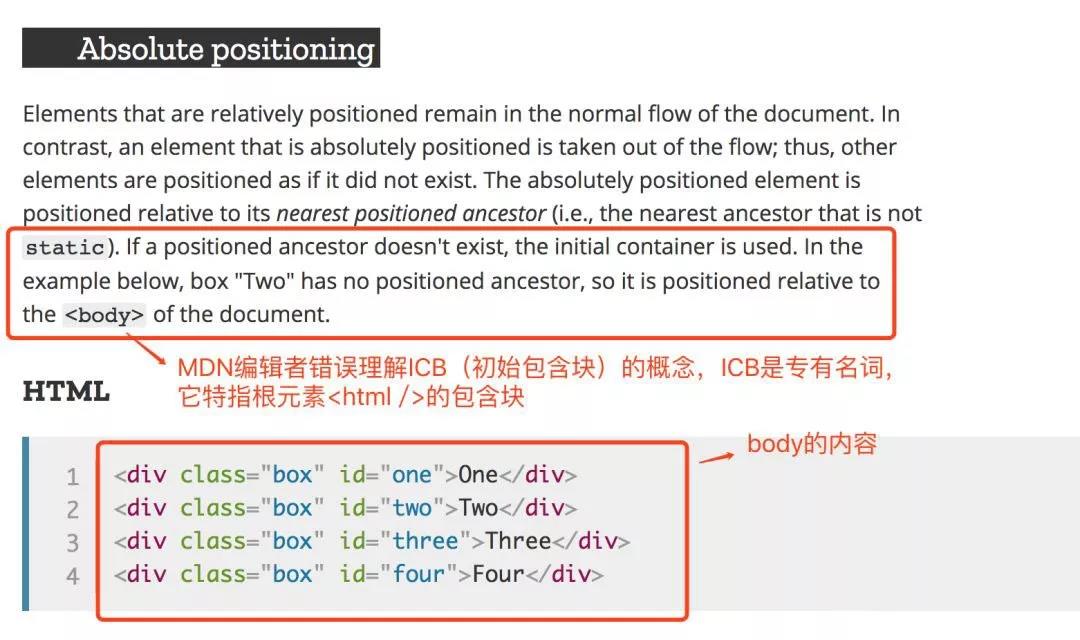 Absolute positioning
Elements that are relatively positioned remain in the normal flow of the document. In
contrast, an element that is absolutely positioned is taken out of the flow; thus, other
elements are positioned as if it did not exist. The absolutely positioned element is
positioned relative to its nearest positioned ancestor (i.e., the nearest ancestor that is not
static). If a positioned ancestor doesn't exist, the initial container is used. In the
example below, box "Two" has no positioned ancestor, so it is positioned relative to
the <body> of the document.
MDN编辑者错误理解ICB（初始包含块）的概念，ICB是专有名词，
它特指根元素<html />的包含块
HTML
body的内容
1 <div class="box" id="one">One</div>
2 <div class="box" id="two">Two</div>
3 <div class="box" id="three">Three</div>
4 <div class="box" id="four">Four</div>